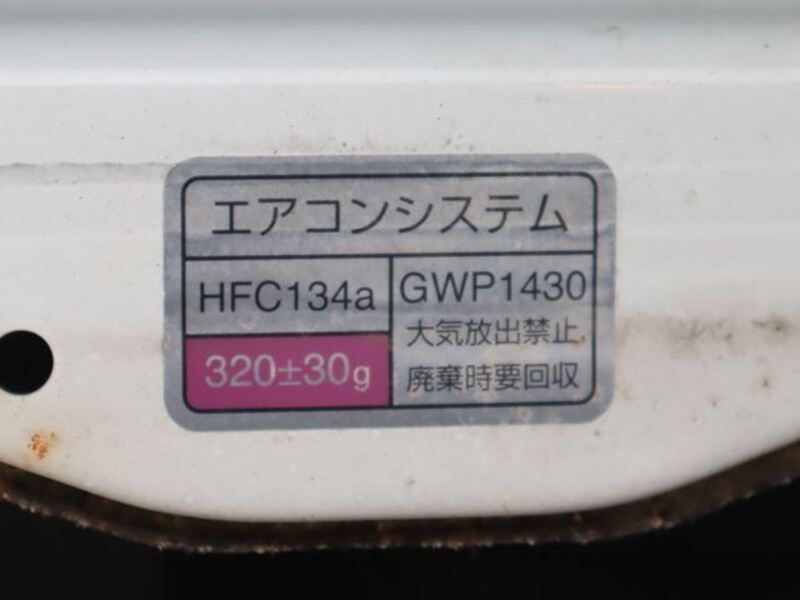 エアコンシステム
HFC134a
320±30g
GWP1430
大気放出禁止
廃棄時要回収